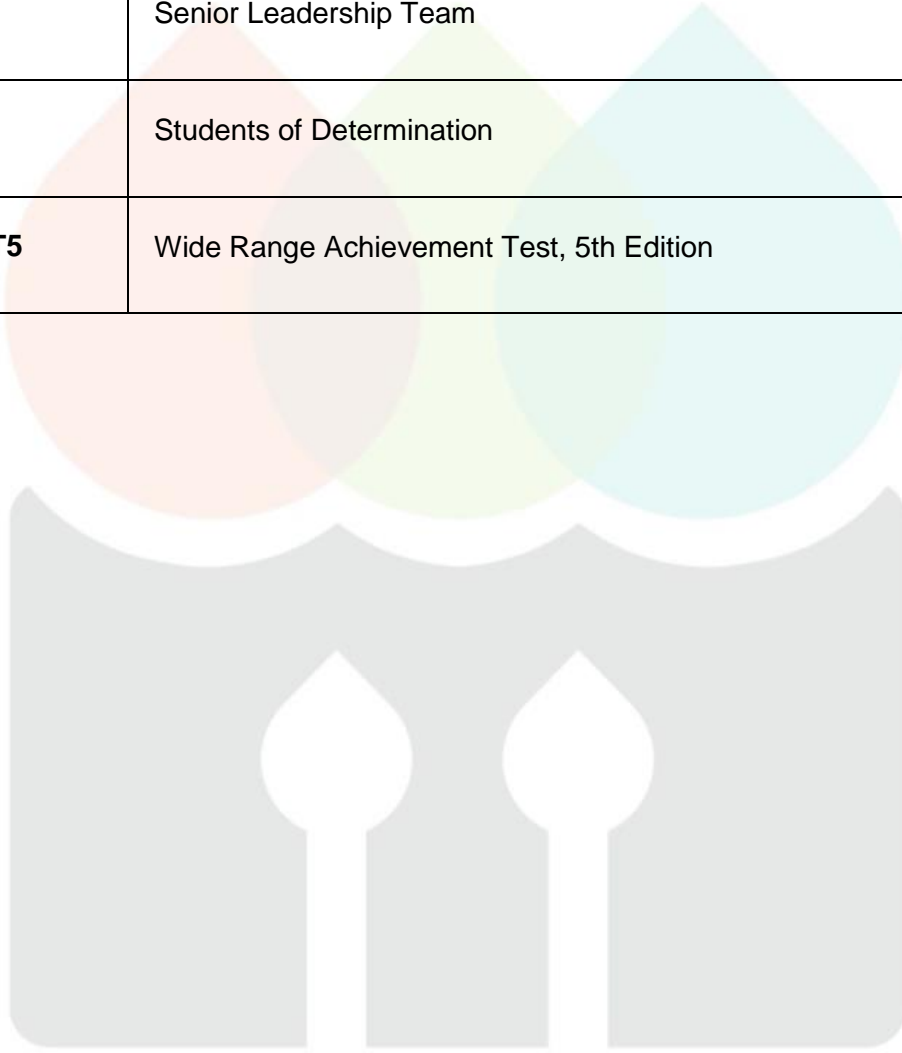 Senior Leadership Team
Students of Determination
T5 Wide Range Achievement Test, 5th Edition